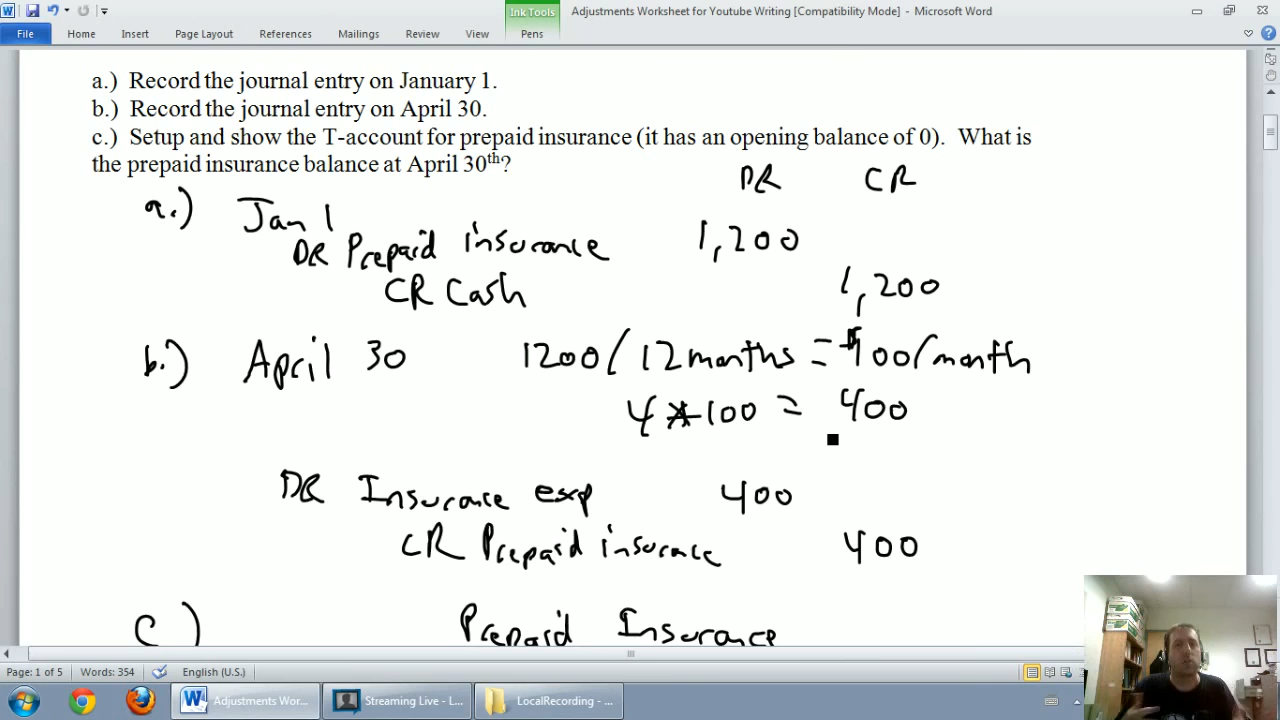 Ink Tools
Adjustments Worksheet for Youtube Writing [Compatibility Mode] - Microsoft Word
File Home Insert Page Layout References Mailings Review View Pens
a.) Record the journal entry on January 1.
b.) Record the journal entry on April 30.
c.) Setup and show the T-account for prepaid insurance (it has an opening balance of 0). What is
the prepaid insurance balance at April 30th?
DR CR
a.) Jan 1
DR Prepaid insurance 1,200
CR Cash 1,200
b.) April 30 1200/12months = $100/month
4*100 = 400
DR Insurance exp 400
CR Prepaid insurance 400
c) Prepaid Insurance
Page: 1 of 5 Words: 354 English (U.S.)
Adjustments Wor... Streaming Live - L... LocalRecording - ...